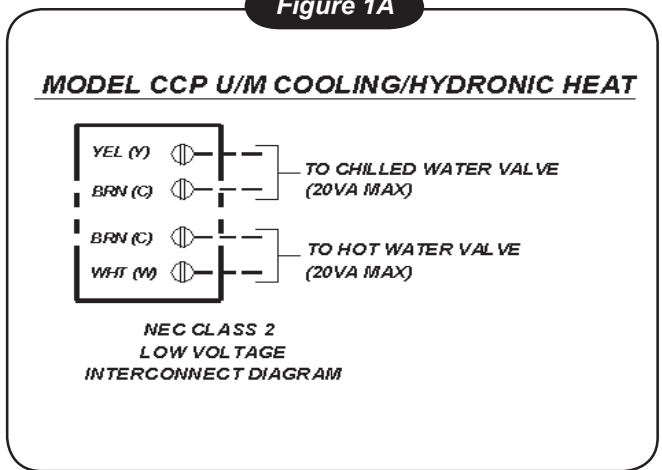 Figure 1A
MODEL CCP U/M COOLING/HYDRONIC HEAT
YEL (Y)
BRN (C)
TO CHILLED WATER VALVE
(20VA MAX)
BRN (C)
WHT (W)
TO HOT WATER VALVE
(20VA MAX)
NEC CLASS 2
LOW VOLTAGE
INTERCONNECT DIAGRAM